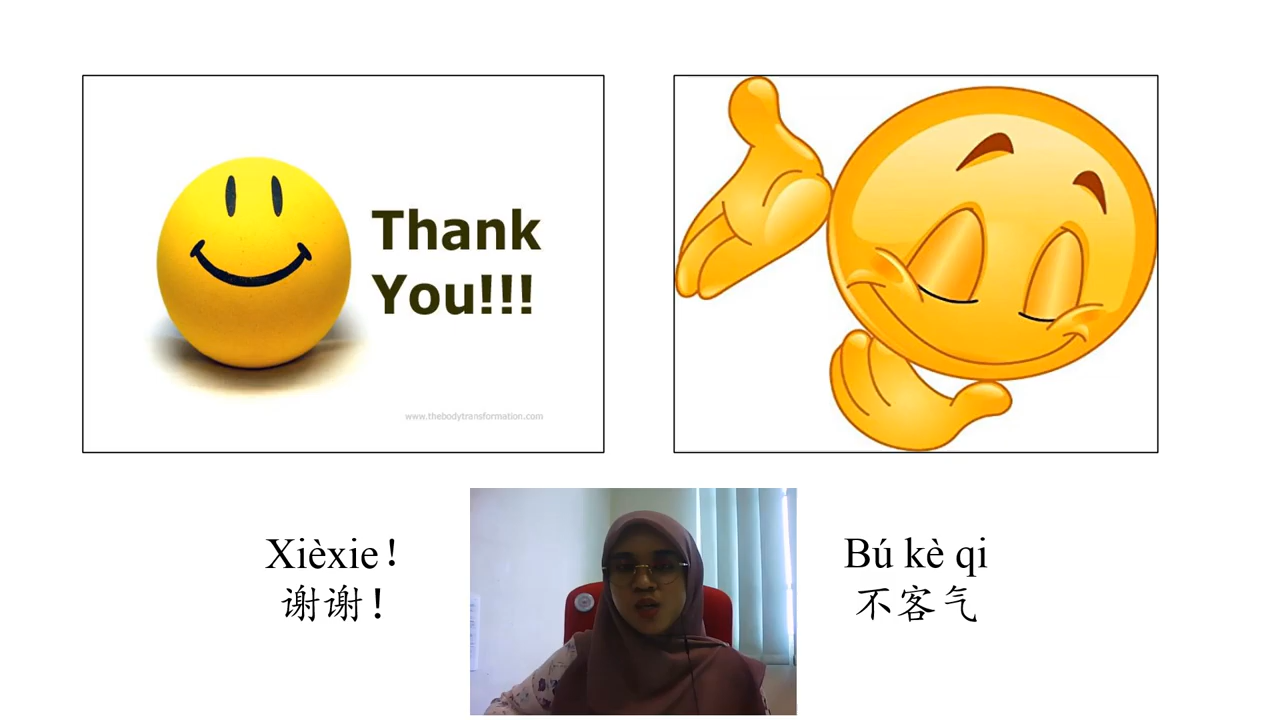 Thank
You!!!
www.thebodytransformation.com
Xièxie！
谢谢！
Bú kè qi
不客气